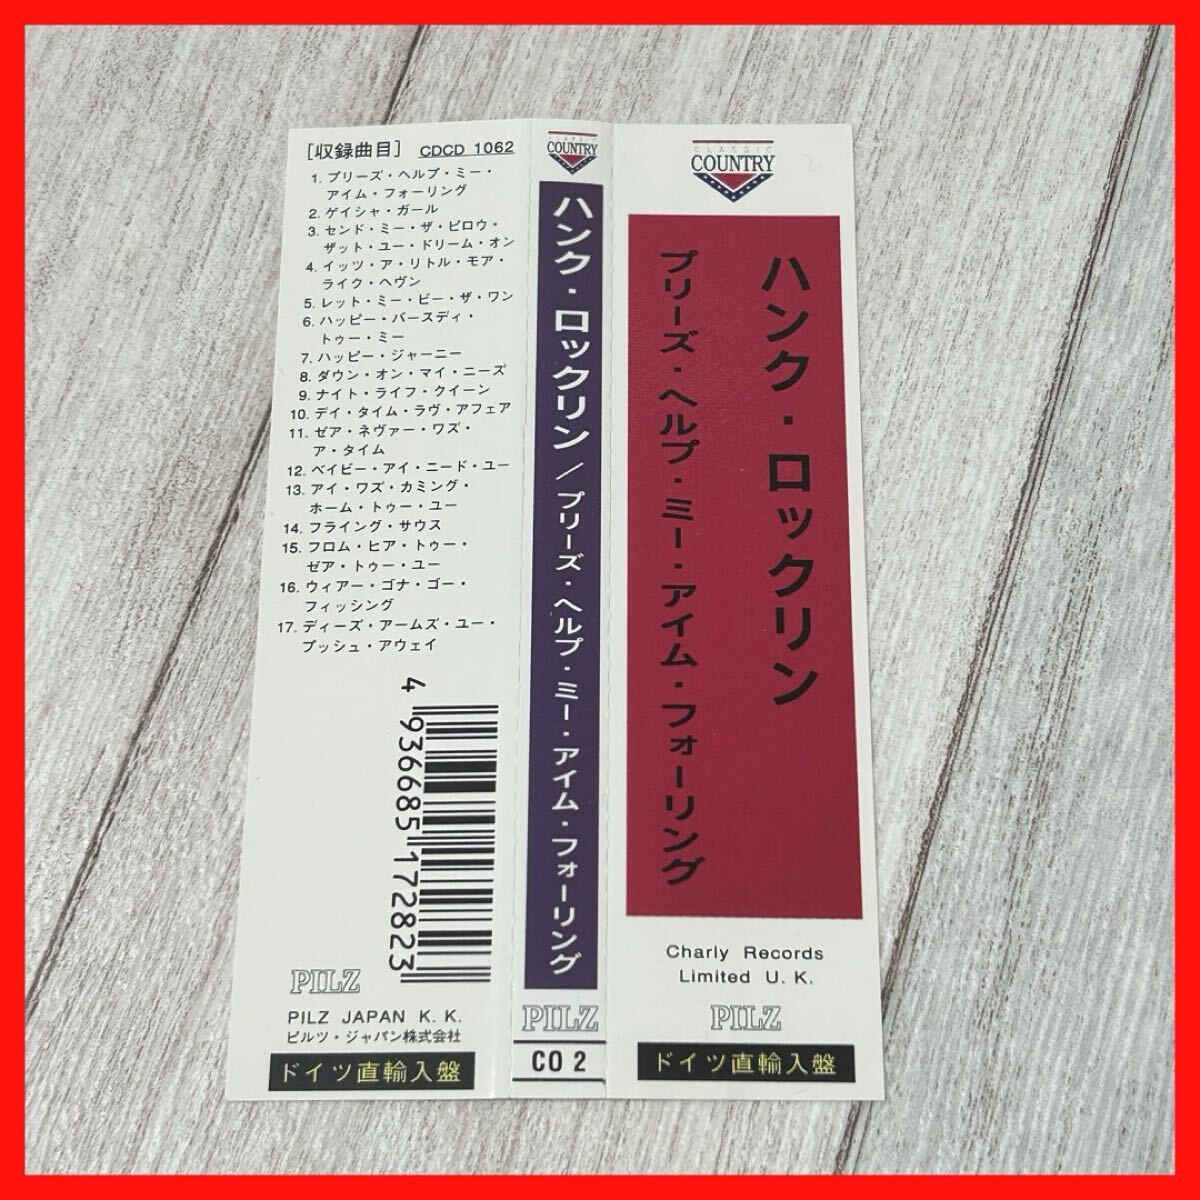 [収録曲目] CDCD 1062
1. プリーズ・ヘルプ・ミー・
アイム・フォーリング
2. ゲイシャ・ガール
3. センド・ミー・ザ・ピロウ・
ザット・ユー・ドリーム・オン
4. イッツ・ア・リトル・モア・
ライク・ヘヴン
5. レット・ミー・ビー・ザ・ワン
6. ハッピー・バースディ・
トゥー・ミー
7. ハッピー・ジャーニー
8. ダウン・オン・マイ・ニーズ
9. ナイト・ライフ・クイーン
10. デイ・タイム・ラヴ・アフェア
11. ゼア・ネヴァー・ワズ・
ア・タイム
12. ベイビー・アイ・ニード・ユー
13. アイ・ワズ・カミング・
ホーム・トゥー・ユー
14. フライング・サウス
15. フロム・ヒア・トゥー・
ゼア・トゥー・ユー
16. ウィアー・ゴナ・ゴー・
フィッシング
17. ディーズ・アームズ・ユー・
プッシュ・アウェイ
4 936685 172823
PILZ
PILZ JAPAN K. K.
ピルツ・ジャパン株式会社
ドイツ直輸入盤
CLASSIC
COUNTRY
ハンク・ロックリン/プリーズ・ヘルプ・ミー・アイム・フォーリング
PILZ
CO 2
CLASSIC
COUNTRY
ハンク・ロックリン
プリーズ・ヘルプ・ミー・アイム・フォーリング
Charly Records
Limited U. K.
PILZ
ドイツ直輸入盤